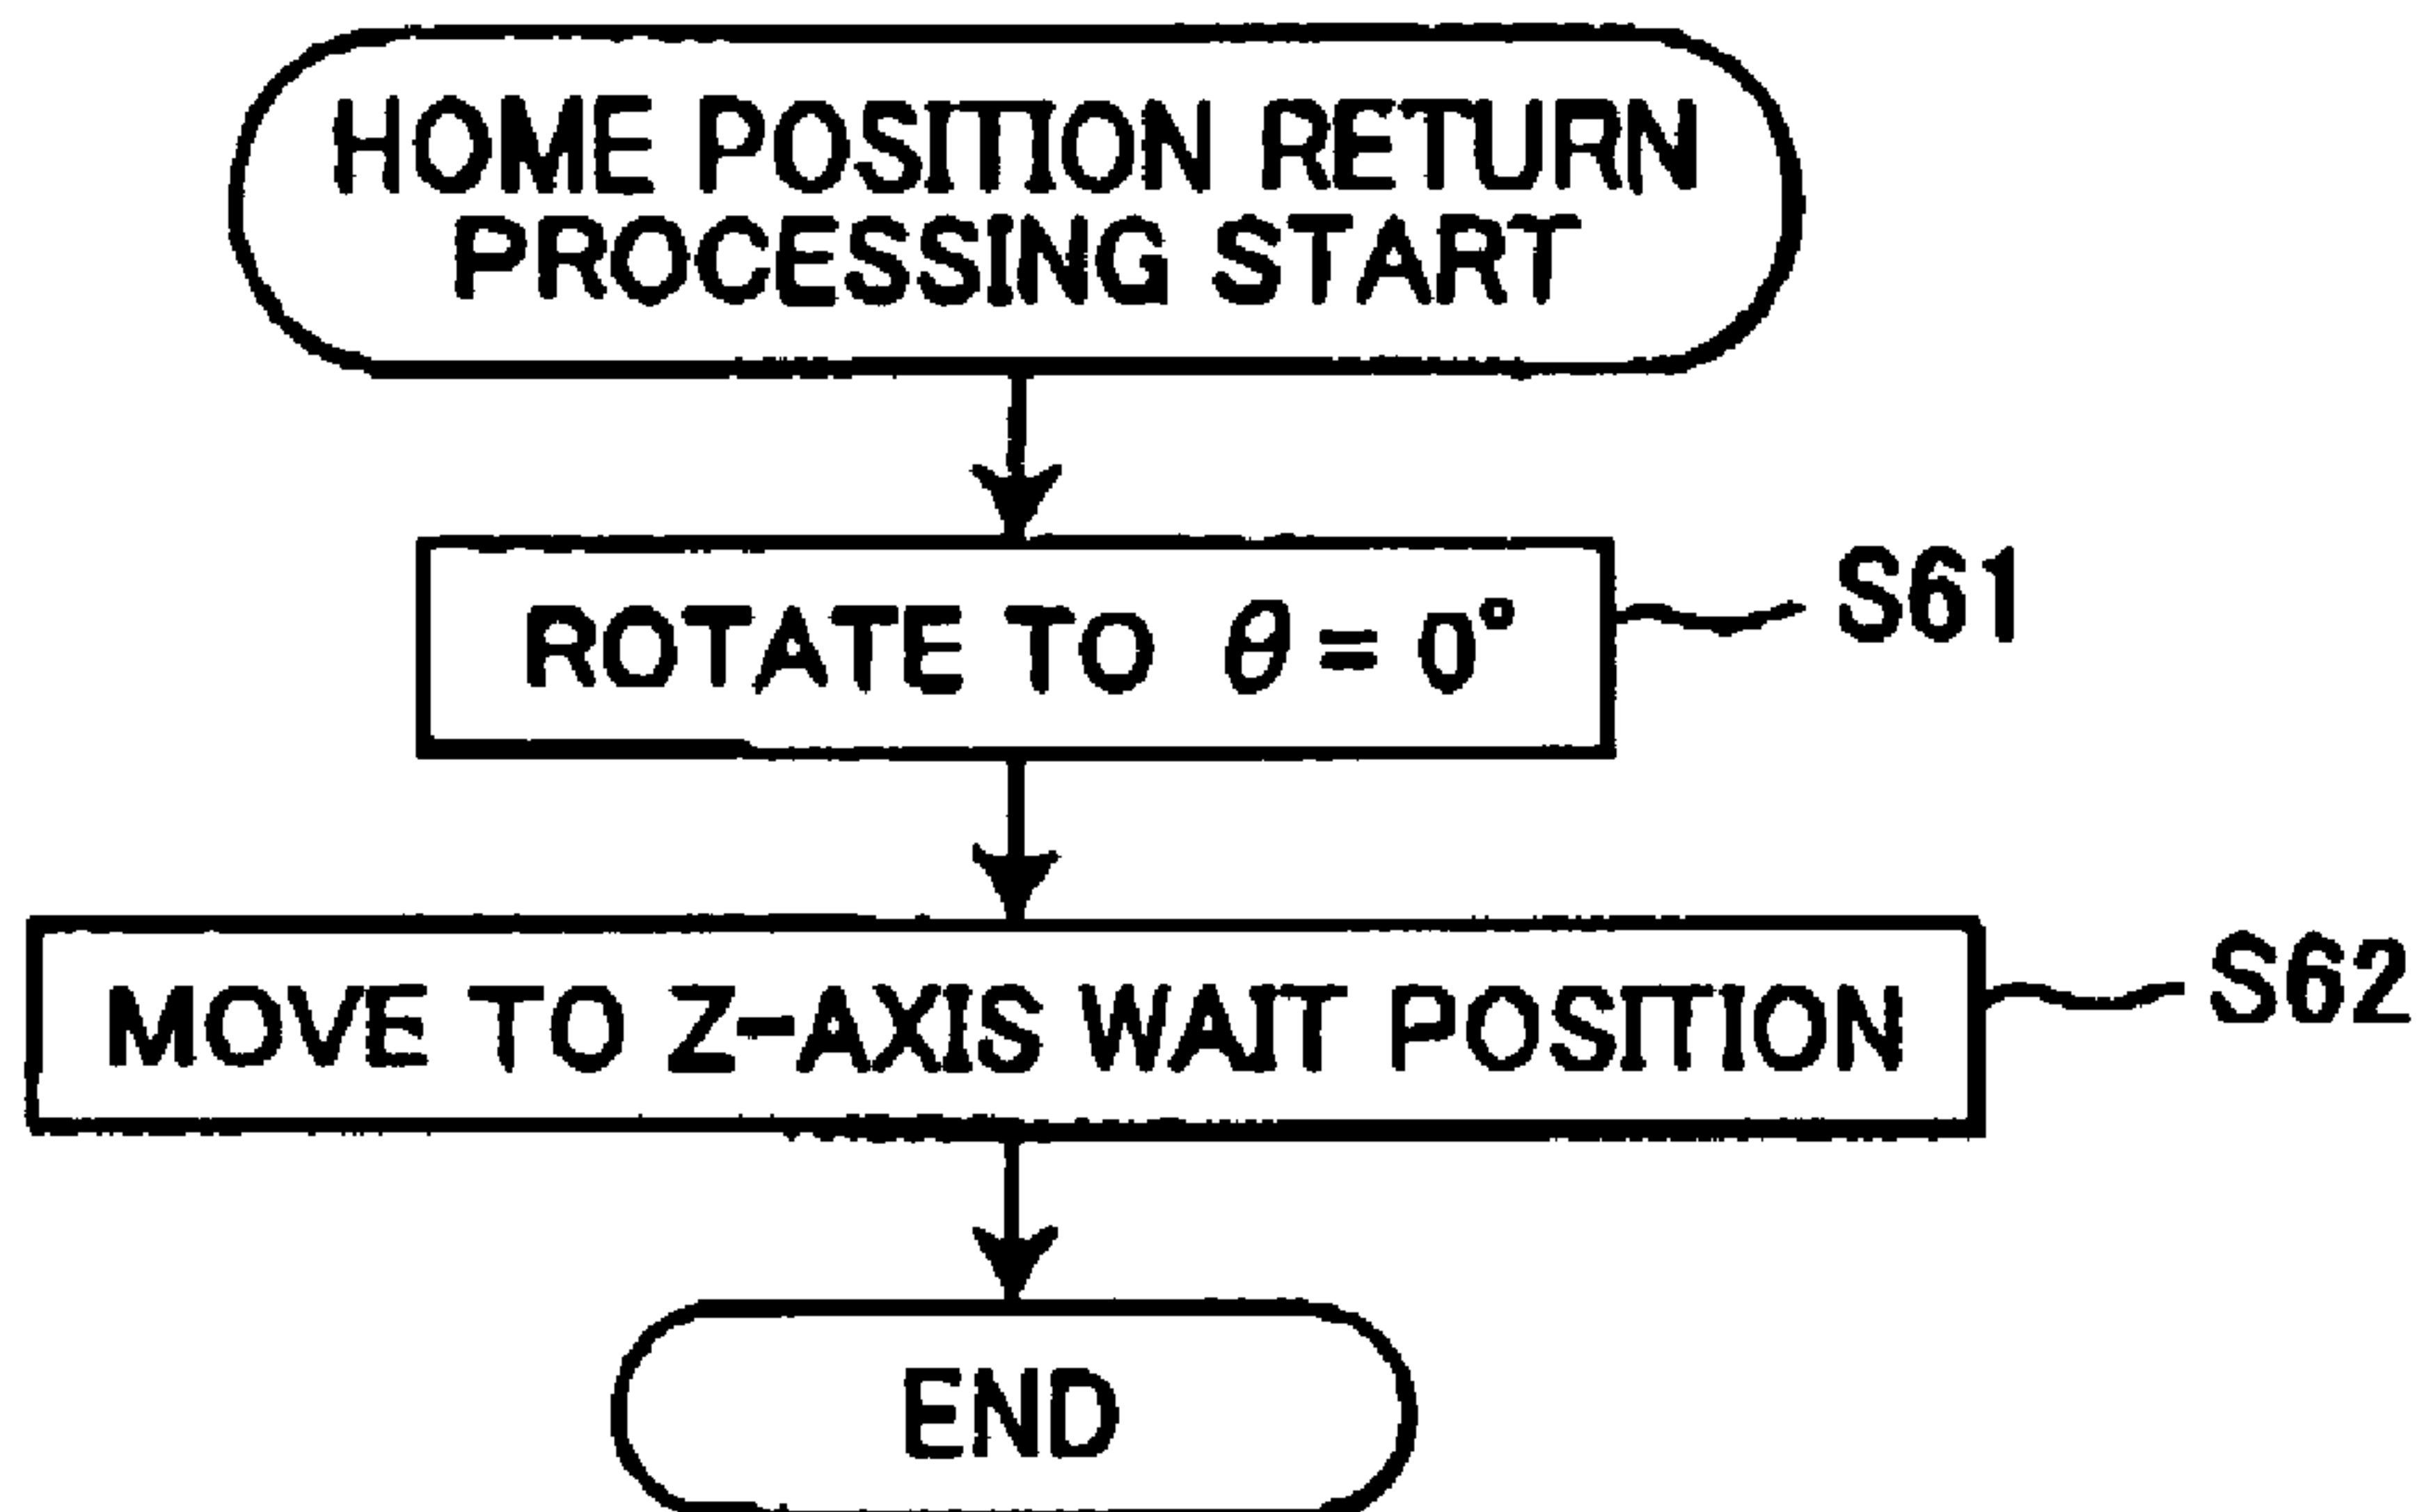 HOME POSITION RETURN
PROCESSING START
ROTATE TO θ = 0°
S61
MOVE TO Z-AXIS WAIT POSITION
S62
END